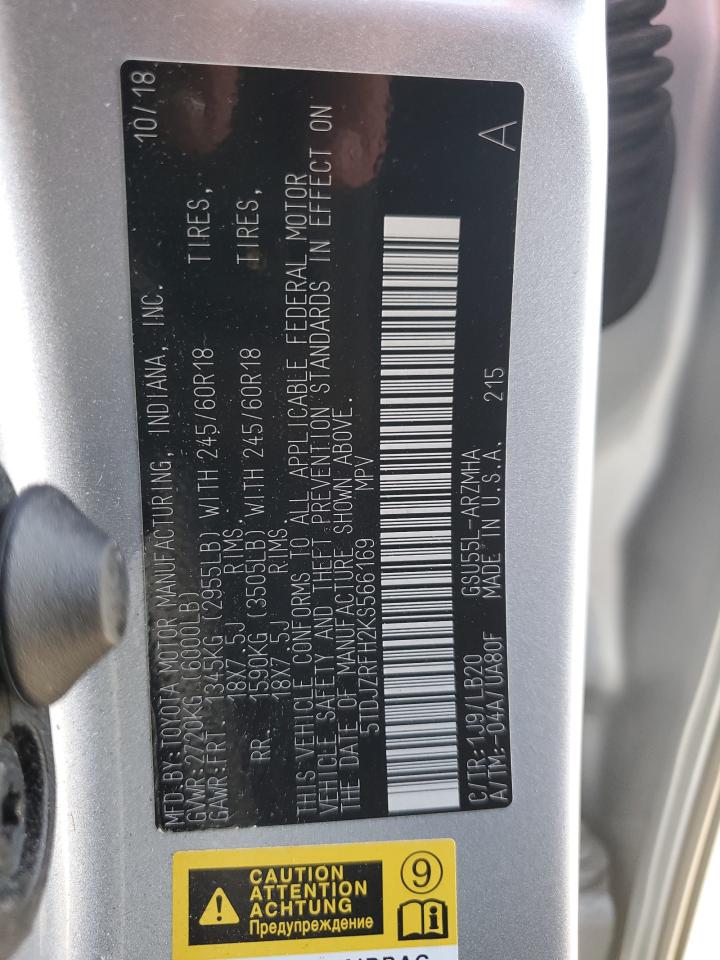 MFD.BY:TOYOTA MOTOR MANUFACTURING, INDIANA, INC. 10/18
GVWR:2720KG(6000LB)
GAWR:FRT. 1345KG (2955LB) WITH 245/60R18 TIRES,
18X7.5J RIMS,
RR. 1590KG (3505LB) WITH 245/60R18 TIRES,
18X7.5J RIMS
THIS VEHICLE CONFORMS TO ALL APPLICABLE FEDERAL MOTOR
VEHICLE SAFETY AND THEFT PREVENTION STANDARDS IN EFFECT ON
THE DATE OF MANUFACTURE SHOWN ABOVE.
5TDJZRFH2KS566169 MPV
C/TR:1J9/LB20 GSU55L-ARZMHA
A/TM:-04A/UA80F MADE IN U.S.A. 215 A
CAUTION
ATTENTION
ACHTUNG
Предупреждение
9